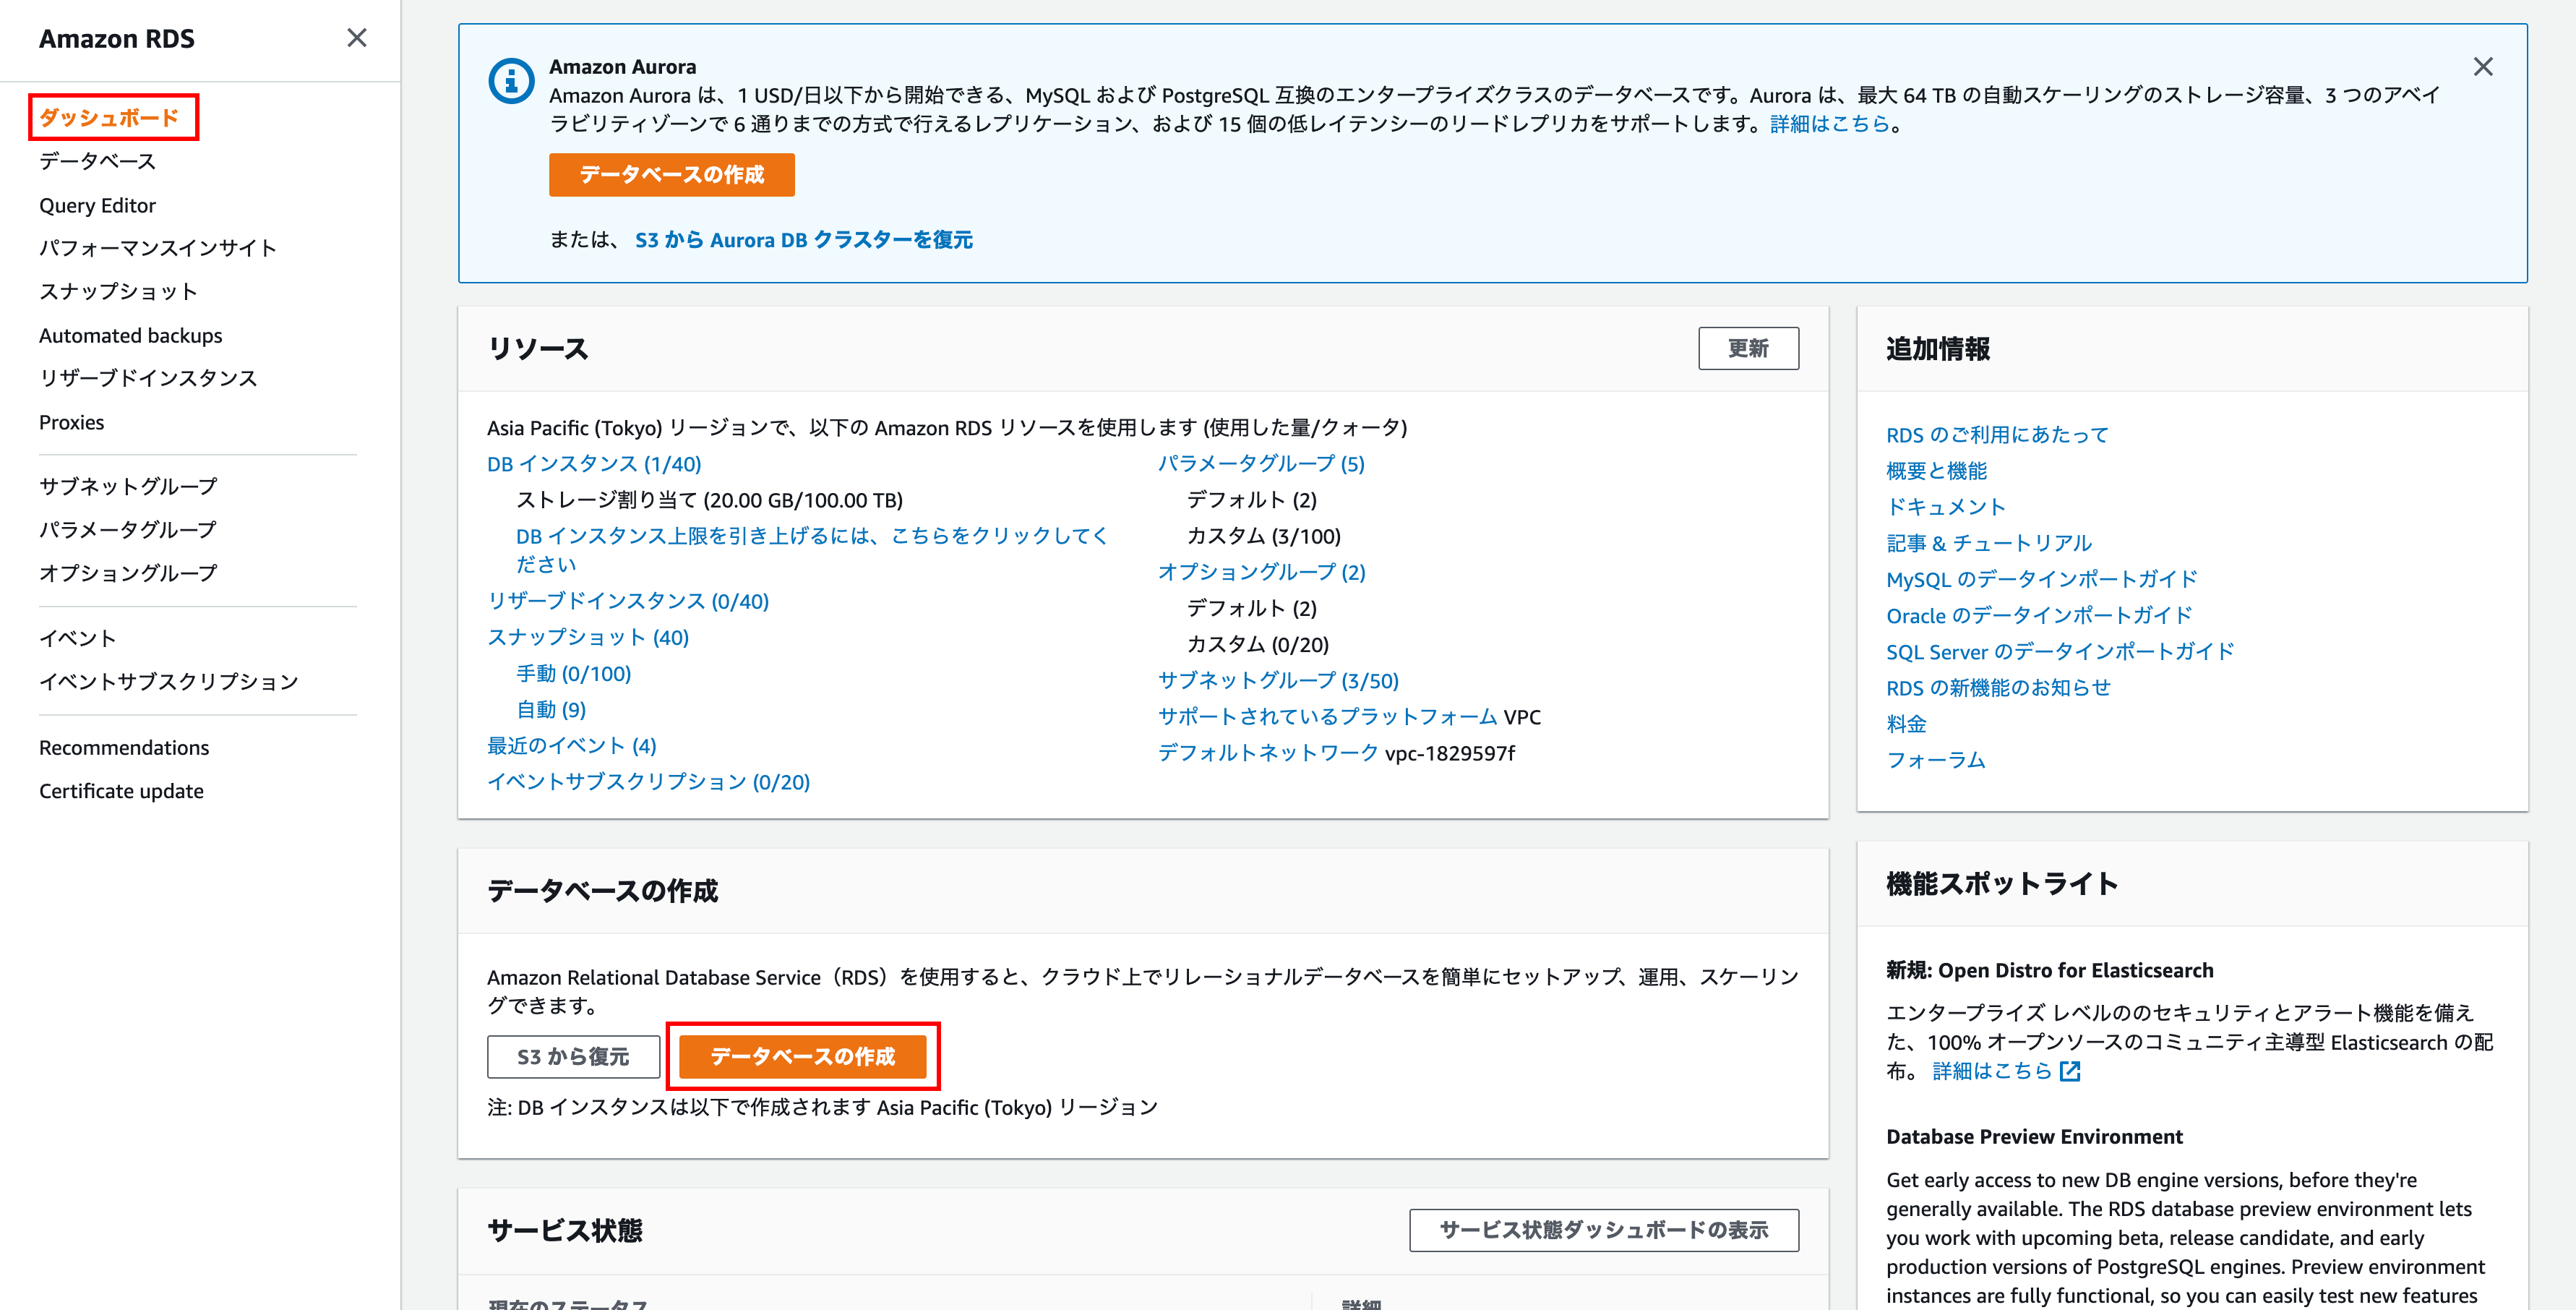 Amazon RDS
ダッシュボード
データベース
Query Editor
パフォーマンスインサイト
スナップショット
Automated backups
リザーブドインスタンス
Proxies
サブネットグループ
パラメータグループ
オプショングループ
イベント
イベントサブスクリプション
Recommendations
Certificate update
Amazon Aurora
Amazon Aurora は、1 USD/日以下から開始できる、MySQL および PostgreSQL 互換のエンタープライズクラスのデータベースです。Aurora は、最大 64 TB の自動スケーリングのストレージ容量、3 つのアベイ
ラビリティゾーンで 6 通りまでの方式で行えるレプリケーション、および 15 個の低レイテンシーのリードレプリカをサポートします。詳細はこちら。
データベースの作成
または、 S3 から Aurora DB クラスターを復元
リソース
更新
Asia Pacific (Tokyo) リージョンで、以下の Amazon RDS リソースを使用します (使用した量/クォータ)
DB インスタンス (1/40)
ストレージ割り当て (20.00 GB/100.00 TB)
DB インスタンス上限を引き上げるには、こちらをクリックしてく
ださい
リザーブドインスタンス (0/40)
スナップショット (40)
手動 (0/100)
自動 (9)
最近のイベント (4)
イベントサブスクリプション (0/20)
パラメータグループ (5)
デフォルト (2)
カスタム (3/100)
オプショングループ (2)
デフォルト (2)
カスタム (0/20)
サブネットグループ (3/50)
サポートされているプラットフォーム VPC
デフォルトネットワーク vpc-1829597f
データベースの作成
Amazon Relational Database Service（RDS）を使用すると、クラウド上でリレーショナルデータベースを簡単にセットアップ、運用、スケーリン
グできます。
S3 から復元
データベースの作成
注: DB インスタンスは以下で作成されます Asia Pacific (Tokyo) リージョン
サービス状態
サービス状態ダッシュボードの表示
現在のステータス
詳細
追加情報
RDS のご利用にあたって
概要と機能
ドキュメント
記事 & チュートリアル
MySQL のデータインポートガイド
Oracle のデータインポートガイド
SQL Server のデータインポートガイド
RDS の新機能のお知らせ
料金
フォーラム
機能スポットライト
新規: Open Distro for Elasticsearch
エンタープライズ レベルののセキュリティとアラート機能を備え
た、100% オープンソースのコミュニティ主導型 Elasticsearch の配
布。 詳細はこちら
Database Preview Environment
Get early access to new DB engine versions, before they're
generally available. The RDS database preview environment lets
you work with upcoming beta, release candidate, and early
production versions of PostgreSQL engines. Preview environment
instances are fully functional, so you can easily test new features